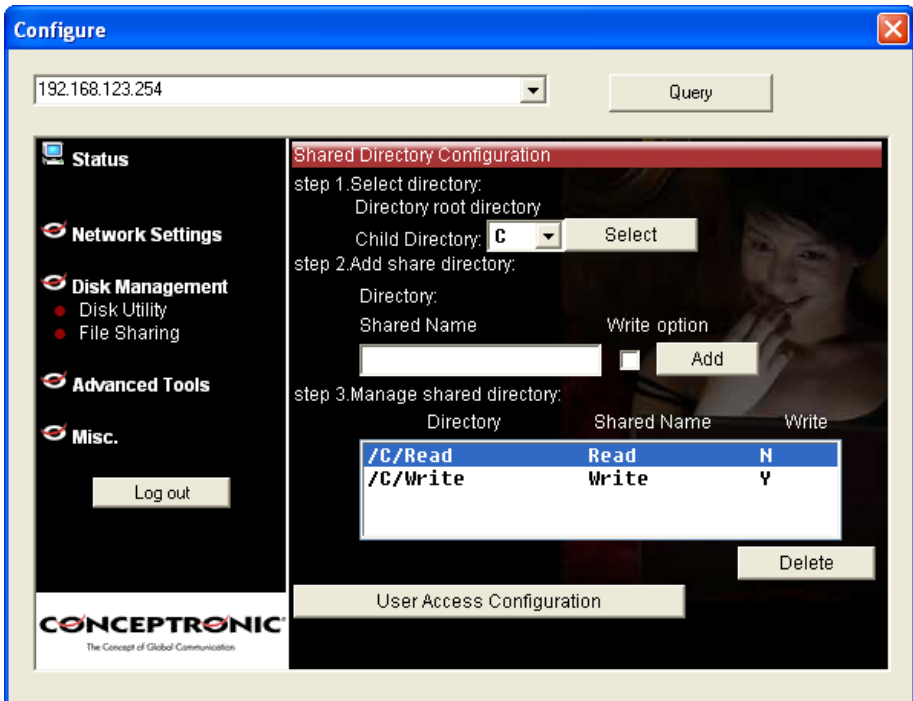 Configure
192.168.123.254
Query
Status
Network Settings
Disk Management
Disk Utility
File Sharing
Advanced Tools
Misc.
Log out
CONCEPTRONIC
The Concept of Global Communication
Shared Directory Configuration
step 1.Select directory:
Directory root directory
Child Directory: C Select
step 2.Add share directory:
Directory:
Shared Name Write option
Add
step 3.Manage shared directory:
Directory Shared Name Write
/C/Read Read N
/C/Write Write Y
Delete
User Access Configuration